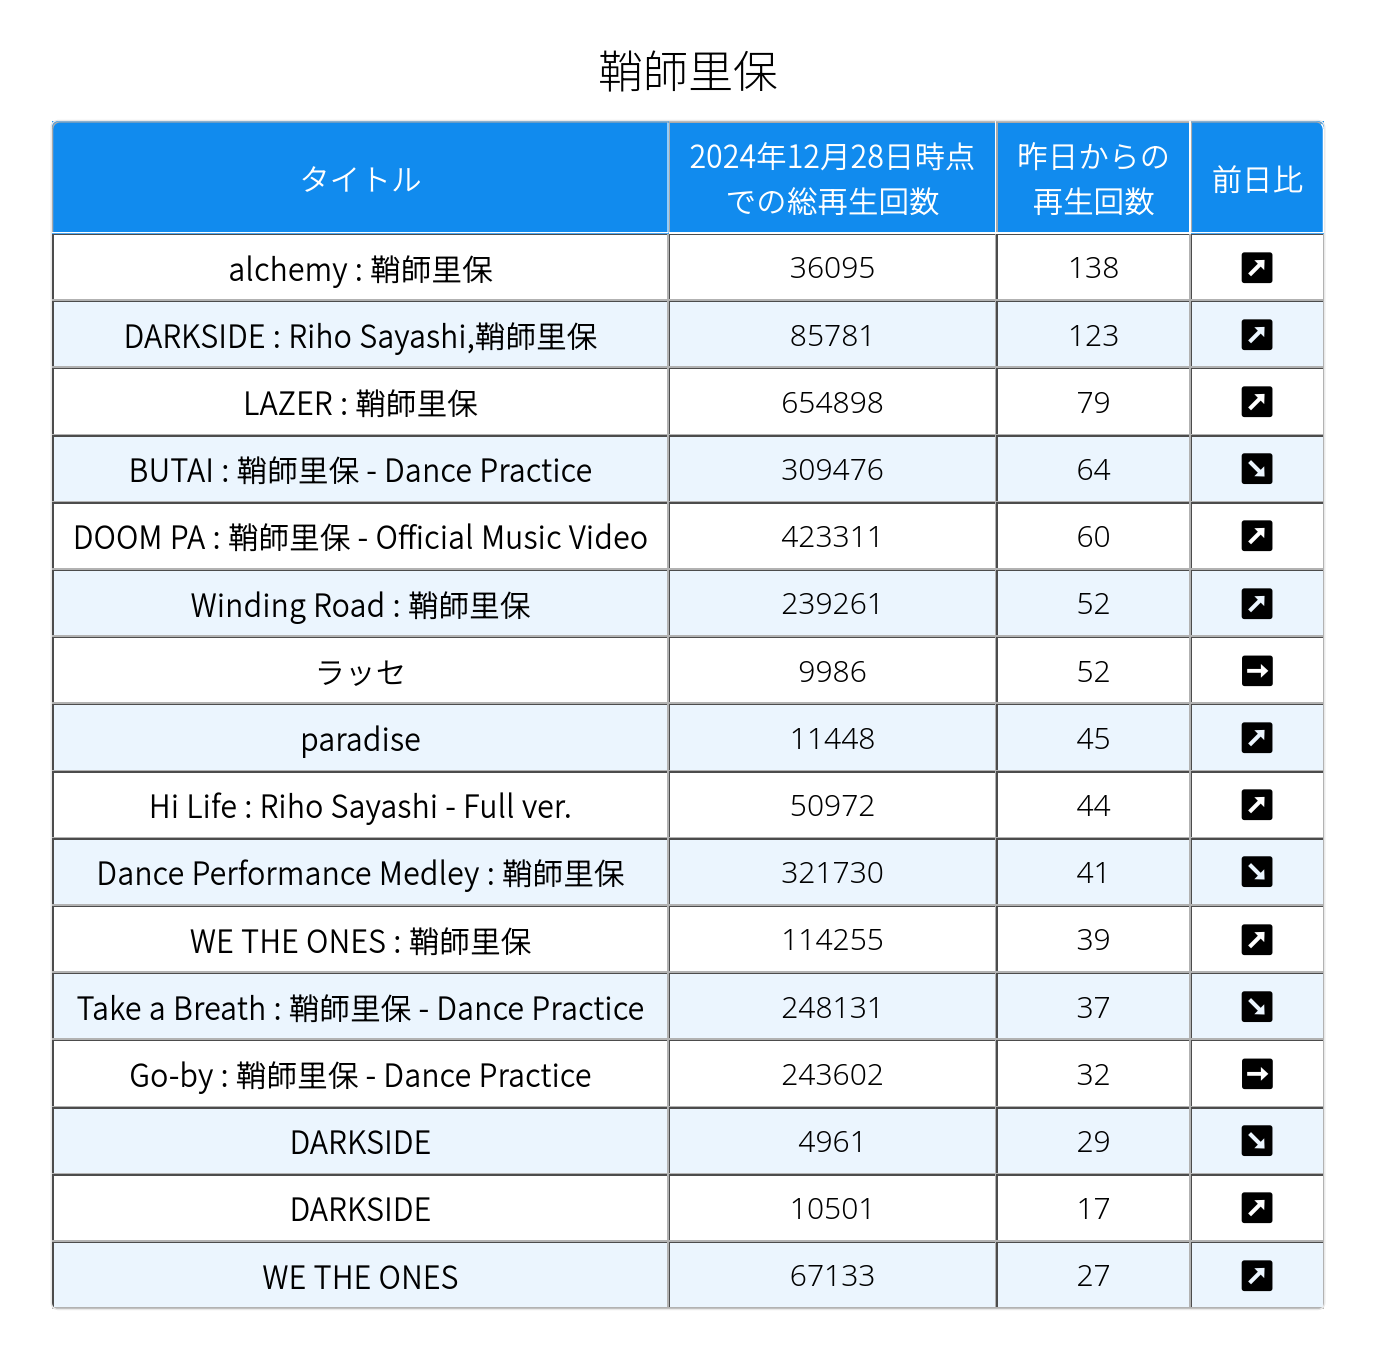 鞘師里保
タイトル
2024年12月28日時点
での総再生回数
昨日からの
再生回数
前日比
alchemy : 鞘師里保 36095 138
DARKSIDE : Riho Sayashi,鞘師里保 85781 123
LAZER : 鞘師里保 654898 79
BUTAI : 鞘師里保 - Dance Practice 309476 64
DOOM PA : 鞘師里保 - Official Music Video 423311 60
Winding Road : 鞘師里保 239261 52
ラッセ 9986 52
paradise 11448 45
Hi Life : Riho Sayashi - Full ver. 50972 44
Dance Performance Medley : 鞘師里保 321730 41
WE THE ONES : 鞘師里保 114255 39
Take a Breath : 鞘師里保 - Dance Practice 248131 37
Go-by : 鞘師里保 - Dance Practice 243602 32
DARKSIDE 4961 29
DARKSIDE 10501 17
WE THE ONES 67133 27